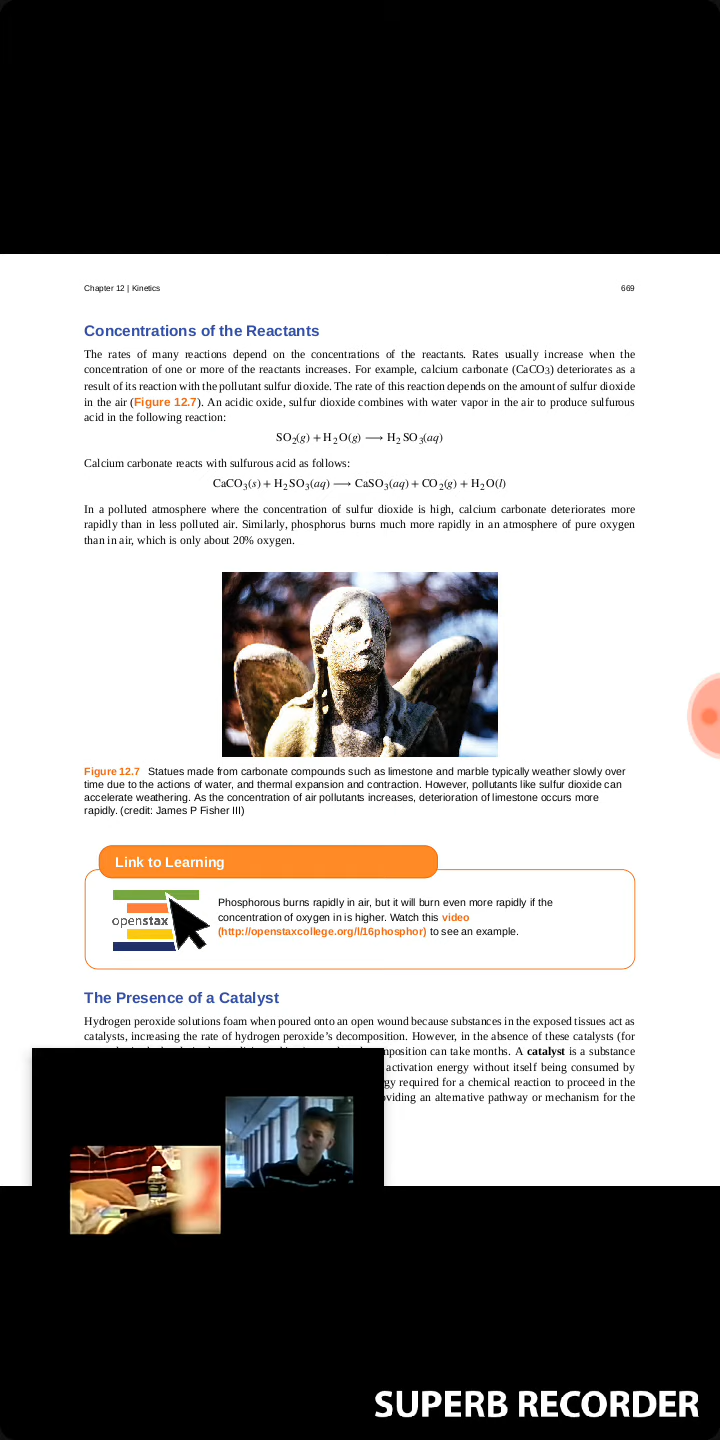 Chapter 12 | Kinetics 669
Concentrations of the Reactants
The rates of many reactions depend on the concentrations of the reactants. Rates usually increase when the
concentration of one or more of the reactants increases. For example, calcium carbonate (CaCO₃) deteriorates as a
result of its reaction with the pollutant sulfur dioxide. The rate of this reaction depends on the amount of sulfur dioxide
in the air (Figure 12.7). An acidic oxide, sulfur dioxide combines with water vapor in the air to produce sulfurous
acid in the following reaction:
SO₂(g) + H₂O(g) ⟶ H₂SO₃(aq)
Calcium carbonate reacts with sulfurous acid as follows:
CaCO₃(s) + H₂SO₃(aq) ⟶ CaSO₃(aq) + CO₂(g) + H₂O(l)
In a polluted atmosphere where the concentration of sulfur dioxide is high, calcium carbonate deteriorates more
rapidly than in less polluted air. Similarly, phosphorus burns much more rapidly in an atmosphere of pure oxygen
than in air, which is only about 20% oxygen.
Figure 12.7 Statues made from carbonate compounds such as limestone and marble typically weather slowly over
time due to the actions of water, and thermal expansion and contraction. However, pollutants like sulfur dioxide can
accelerate weathering. As the concentration of air pollutants increases, deterioration of limestone occurs more
rapidly. (credit: James P Fisher III)
Link to Learning
openstax
Phosphorous burns rapidly in air, but it will burn even more rapidly if the
concentration of oxygen in is higher. Watch this video
(http://openstaxcollege.org/l/16phosphor) to see an example.
The Presence of a Catalyst
Hydrogen peroxide solutions foam when poured onto an open wound because substances in the exposed tissues act as
catalysts, increasing the rate of hydrogen peroxide's decomposition. However, in the absence of these catalysts (for
can take months. A catalyst is a substance
activation energy without itself being consumed by
required for a chemical reaction to proceed in the
an alternative pathway or mechanism for the
SUPERB RECORDER